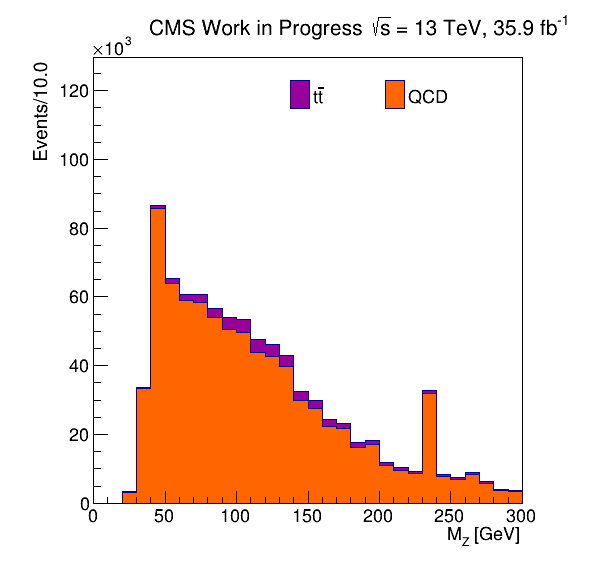 CMS Work in Progress √s = 13 TeV, 35.9 fb⁻¹
×10³
Events/10.0
tt̄
QCD
120
100
80
60
40
20
0
0 50 100 150 200 250 300
M_Z [GeV]